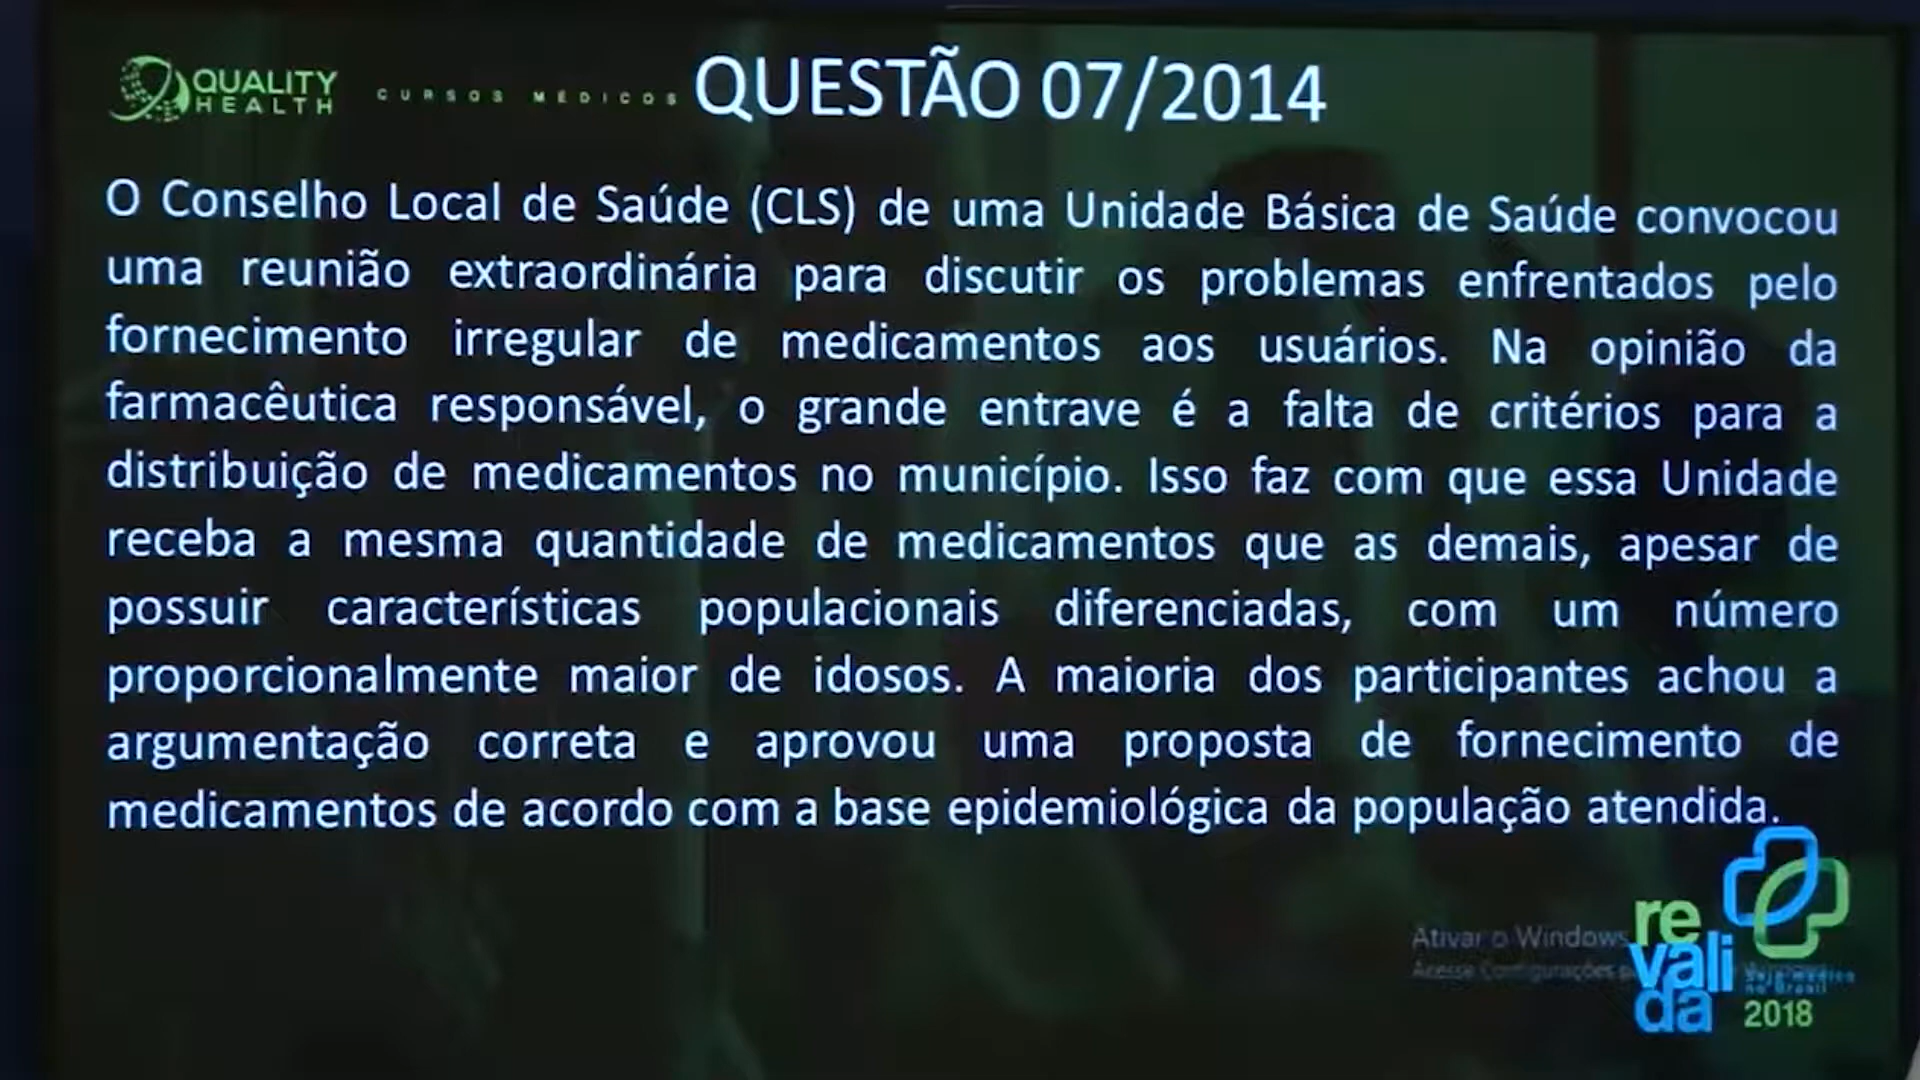 QUALITY
HEALTH
CURSOS MÉDICOS
QUESTÃO 07/2014
O Conselho Local de Saúde (CLS) de uma Unidade Básica de Saúde convocou
uma reunião extraordinária para discutir os problemas enfrentados pelo
fornecimento irregular de medicamentos aos usuários. Na opinião da
farmacêutica responsável, o grande entrave é a falta de critérios para a
distribuição de medicamentos no município. Isso faz com que essa Unidade
receba a mesma quantidade de medicamentos que as demais, apesar de
possuir características populacionais diferenciadas, com um número
proporcionalmente maior de idosos. A maioria dos participantes achou a
argumentação correta e aprovou uma proposta de fornecimento de
medicamentos de acordo com a base epidemiológica da população atendida.
Ativar o Windows
Acesse Configurações
re
vali
da
2018